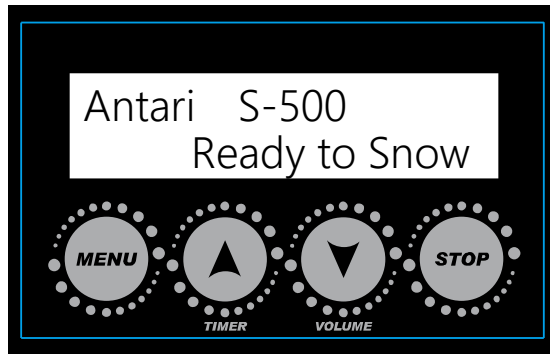 Antari S-500
Ready to Snow
MENU
STOP
TIMER
VOLUME